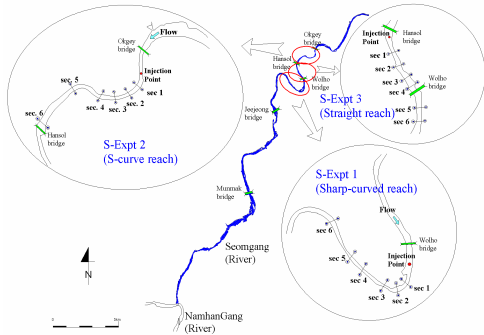 Okgey
bridge
Flow
Injection
Point
sec 1
sec. 2
sec. 3
sec. 4
sec. 5
sec. 6
Hansol
bridge
S-Expt 2
(S-curve reach)
Okgey
bridge
Hansol
bridge
Wolho
bridge
Jeejeong
bridge
Munmak
bridge
Seomgang
(River)
NamhanGang
(River)
N
0
2km
Hansol
bridge
Injection
Point
sec 1
sec 2
sec 3
sec 4
Wolho
bridge
sec 5
sec 6
S-Expt 3
(Straight reach)
S-Expt 1
(Sharp-curved reach)
Flow
Wolho
bridge
Injection
Point
sec 1
sec 2
sec 3
sec 4
sec 5
sec 6